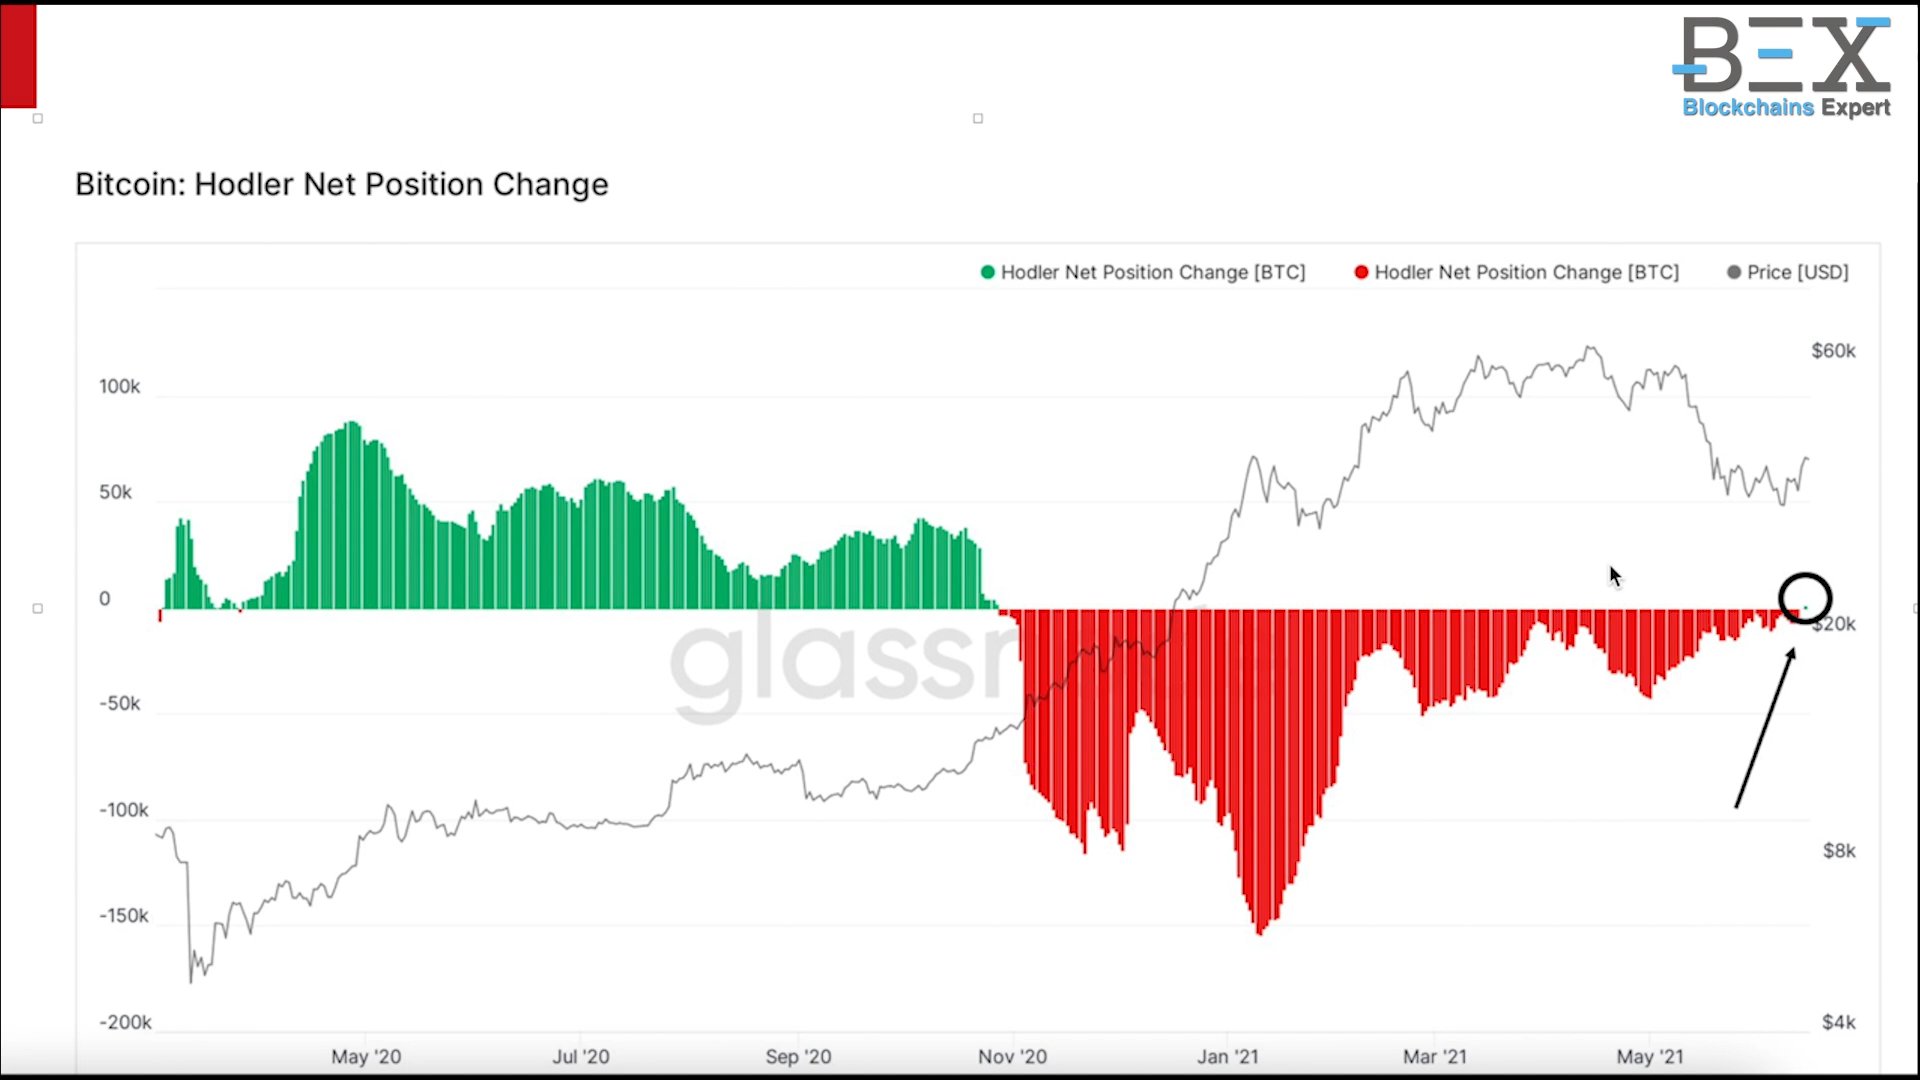 BEX
Blockchains Expert
Bitcoin: Hodler Net Position Change
Hodler Net Position Change [BTC] Hodler Net Position Change [BTC] Price [USD]
$60k
100k
50k
0
$20k
-50k
-100k
$8k
-150k
-200k
$4k
May '20 Jul '20 Sep '20 Nov '20 Jan '21 Mar '21 May '21